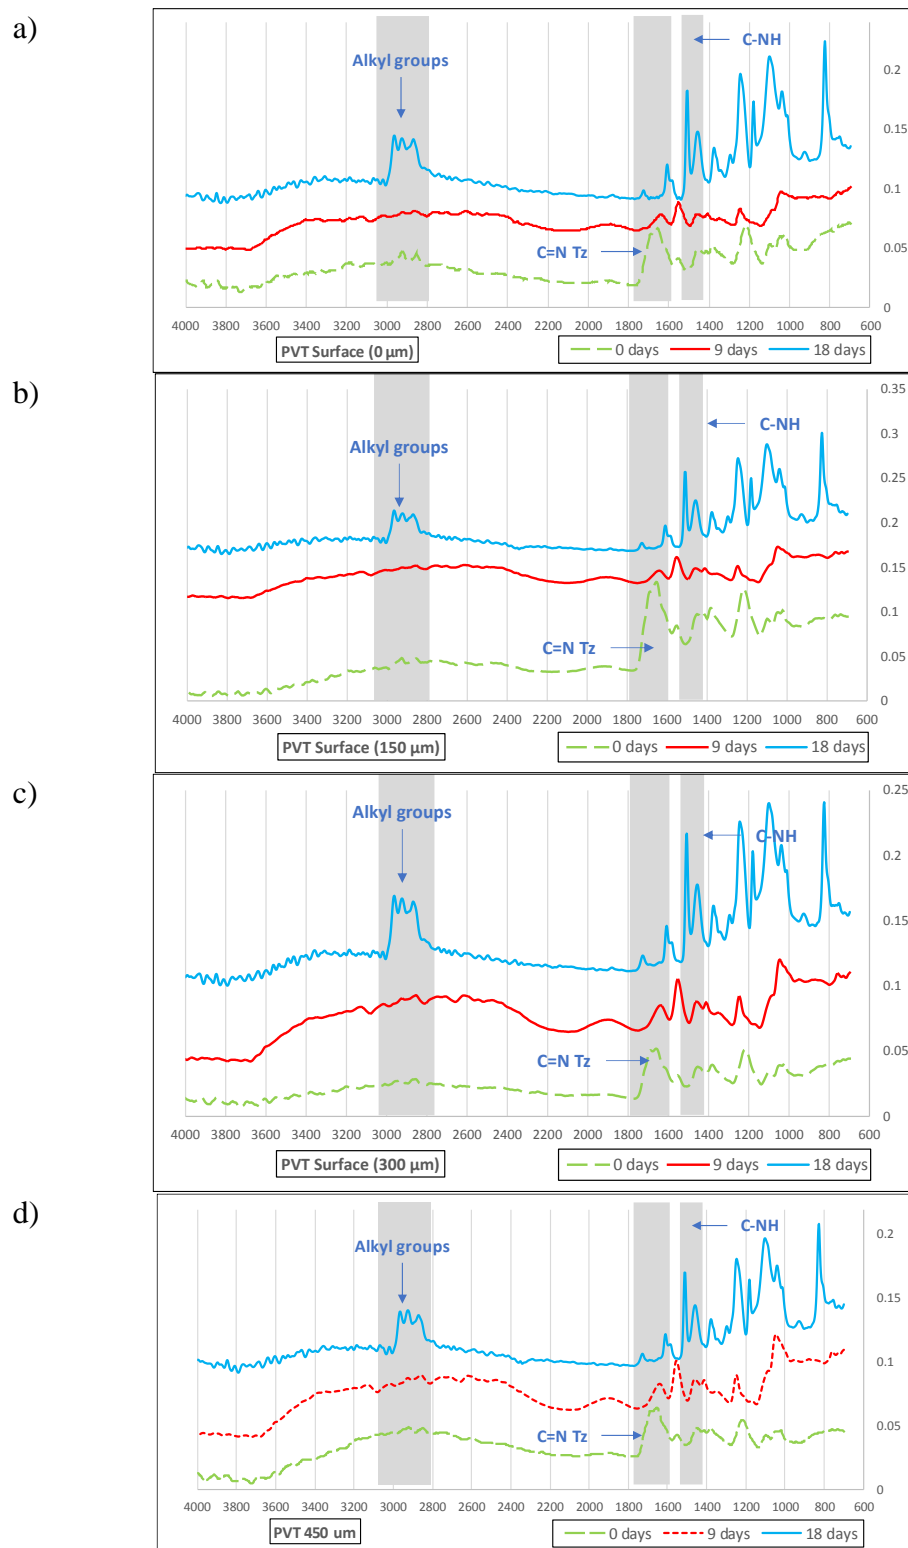 a)
C-NH
Alkyl groups
C=N Tz
0.2
0.15
0.1
0.05
0
4000 3800 3600 3400 3200 3000 2800 2600 2400 2200 2000 1800 1600 1400 1200 1000 800 600
PVT Surface (0 µm)
0 days 9 days 18 days
b)
0.35
0.3
0.25
0.2
0.15
0.1
0.05
0
C-NH
Alkyl groups
C=N Tz
4000 3800 3600 3400 3200 3000 2800 2600 2400 2200 2000 1800 1600 1400 1200 1000 800 600
PVT Surface (150 µm)
0 days 9 days 18 days
c)
0.25
0.2
0.15
0.1
0.05
0
Alkyl groups
C-NH
C=N Tz
4000 3800 3600 3400 3200 3000 2800 2600 2400 2200 2000 1800 1600 1400 1200 1000 800 600
PVT Surface (300 µm)
0 days 9 days 18 days
d)
C-NH
Alkyl groups
C=N Tz
0.2
0.15
0.1
0.05
0
4000 3800 3600 3400 3200 3000 2800 2600 2400 2200 2000 1800 1600 1400 1200 1000 800 600
PVT 450 um
0 days 9 days 18 days